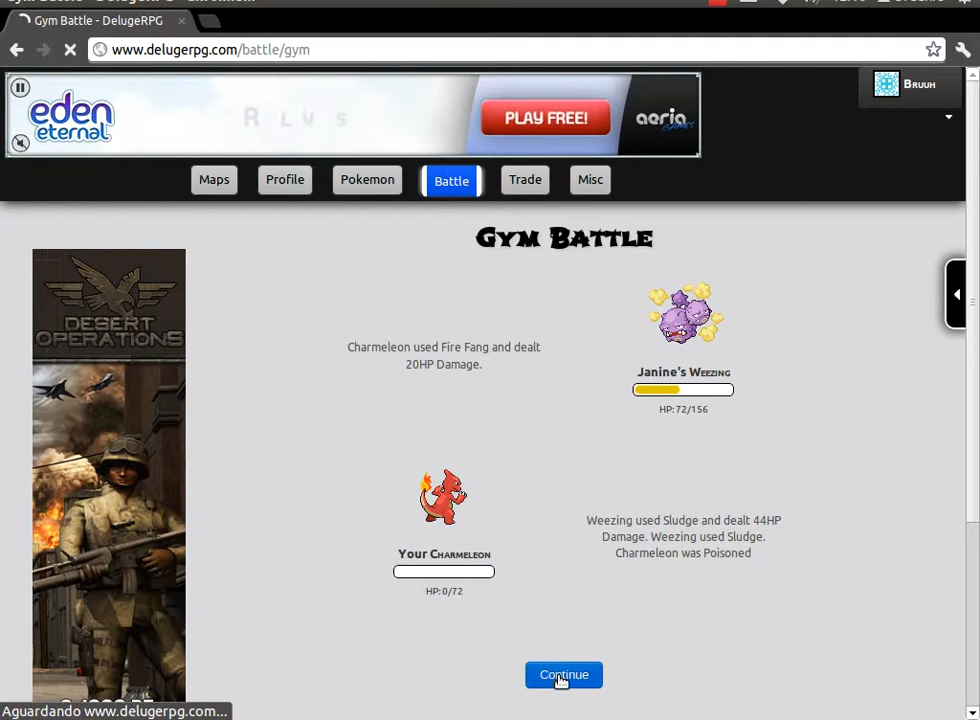 Gym Battle - DelugeRPG
www.delugerpg.com/battle/gym
eden
eternal
R L V S
PLAY FREE!
aeria
GAMES
Bruuh
Maps
Profile
Pokemon
Battle
Trade
Misc
Gym Battle
DESERT
OPERATIONS
Charmeleon used Fire Fang and dealt
20HP Damage.
Janine's Weezing
HP: 72/156
Your Charmeleon
HP: 0/72
Weezing used Sludge and dealt 44HP
Damage. Weezing used Sludge.
Charmeleon was Poisoned
Continue
Aguardando www.delugerpg.com...